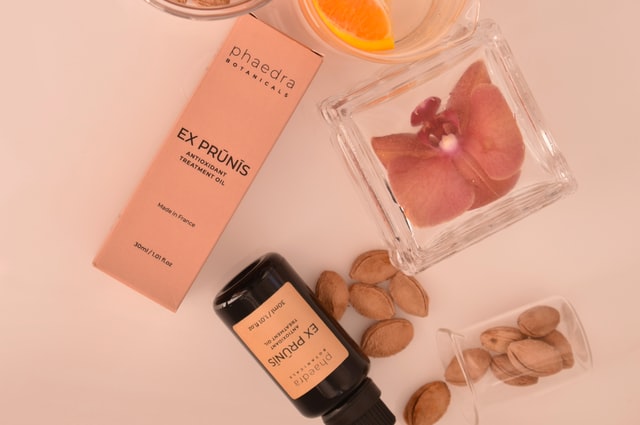 phaedra
BOTANICALS
EX PRŪNĪS
ANTIOXIDANT
TREATMENT OIL
Made in France
30ml / 1.01 fl.oz
phaedra
BOTANICALS
EX PRŪNĪS
ANTIOXIDANT
TREATMENT OIL
30ml / 1.01 fl.oz